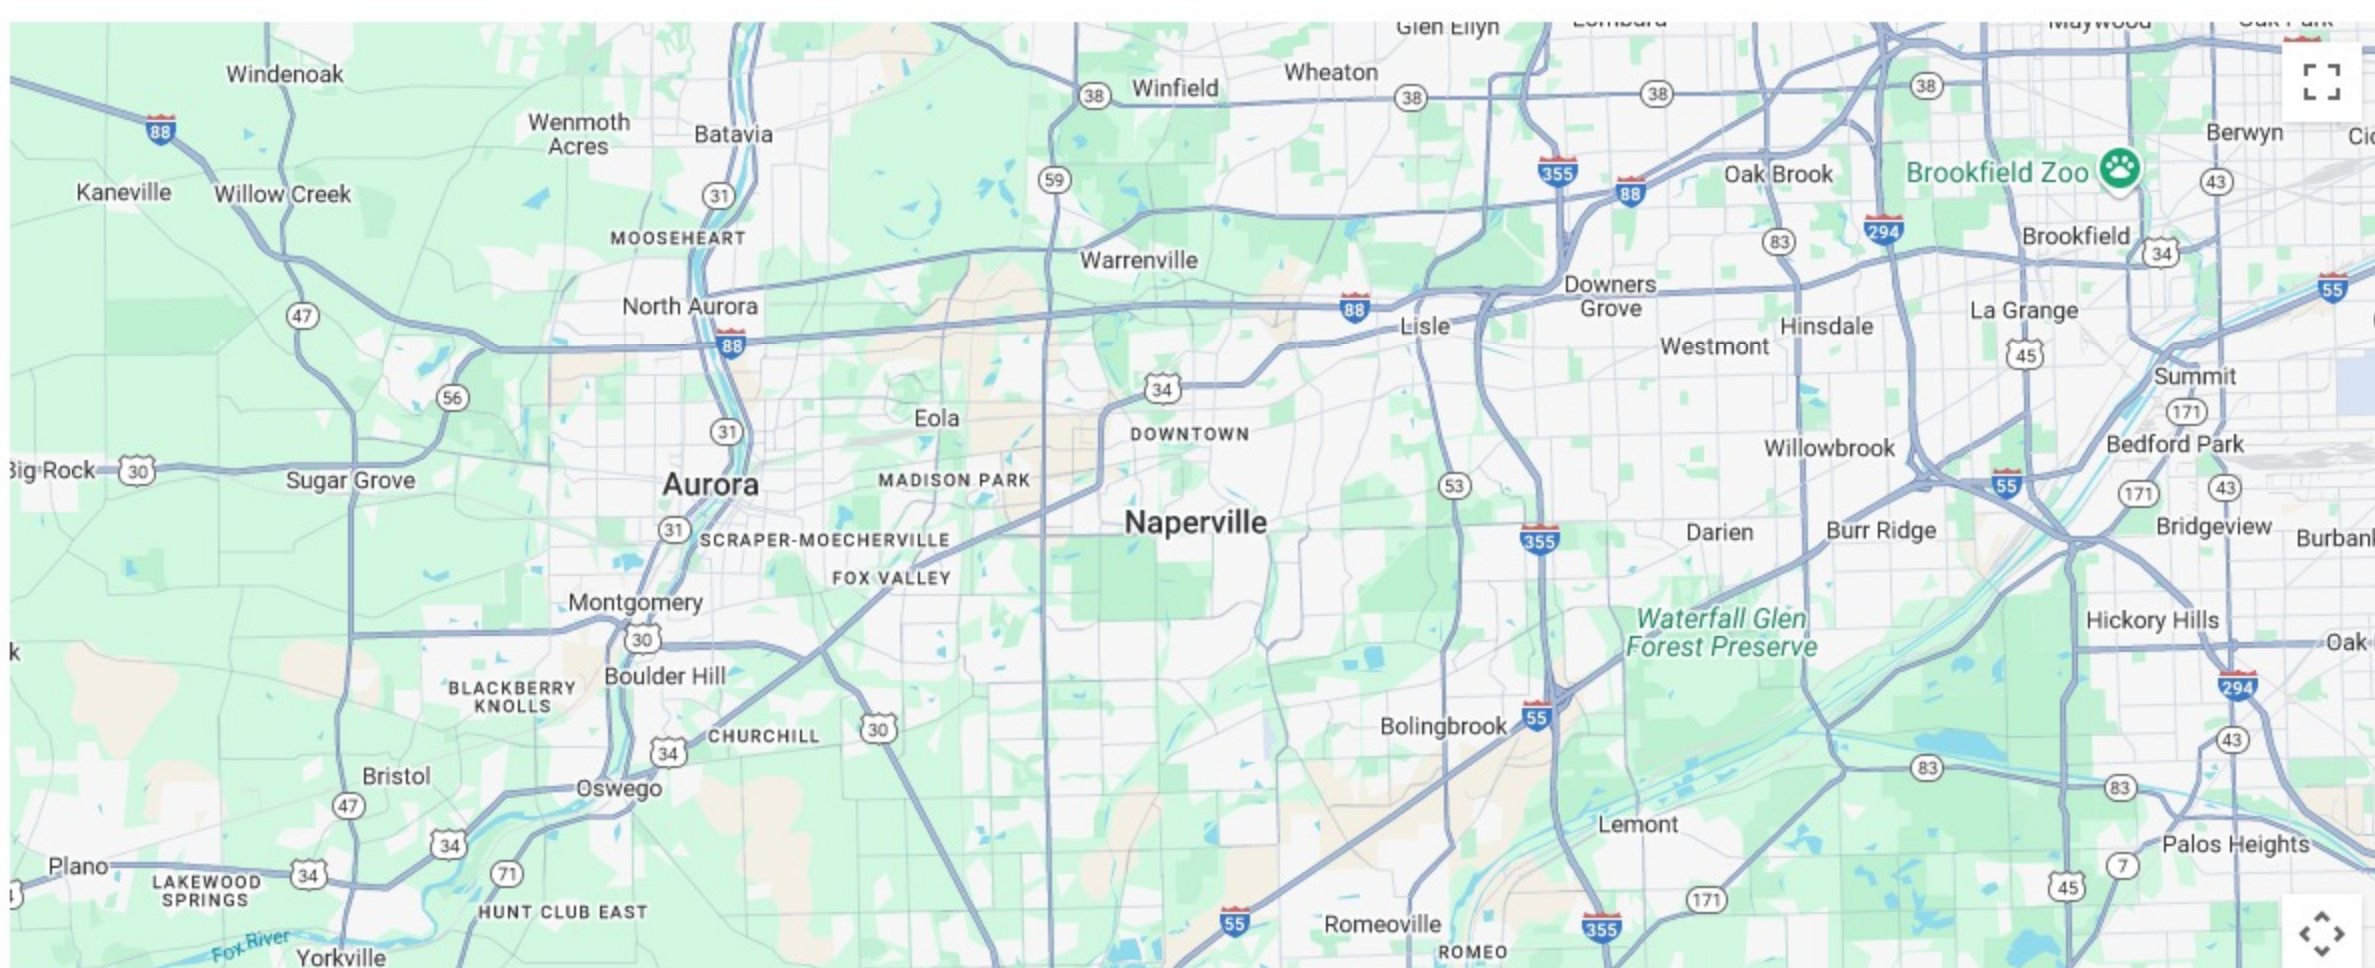 Glen Ellyn
Lombard
Maywood
Oak Park
Windenoak
Wheaton
Winfield
38
38
38
38
88
Wenmoth
Acres
Batavia
Berwyn
355
88
Oak Brook
Brookfield Zoo
59
43
Kaneville
Willow Creek
31
MOOSEHEART
294
83
Brookfield
34
Warrenville
55
Downers
Grove
North Aurora
47
88
88
Lisle
La Grange
Hinsdale
Westmont
45
Summit
34
56
171
Eola
31
DOWNTOWN
Willowbrook
Bedford Park
Big Rock
30
Sugar Grove
Aurora
MADISON PARK
53
55
171
43
Naperville
31
SCRAPER-MOECHERVILLE
355
Darien
Burr Ridge
Bridgeview
Burbank
FOX VALLEY
Montgomery
30
Waterfall Glen
Forest Preserve
Hickory Hills
Oak
k
Boulder Hill
BLACKBERRY
KNOLLS
294
55
Bolingbrook
30
CHURCHILL
34
43
Bristol
83
83
Oswego
47
Lemont
34
Palos Heights
Plano
34
71
7
LAKEWOOD
SPRINGS
45
171
HUNT CLUB EAST
55
Romeoville
355
Fox River
Yorkville
ROMEO